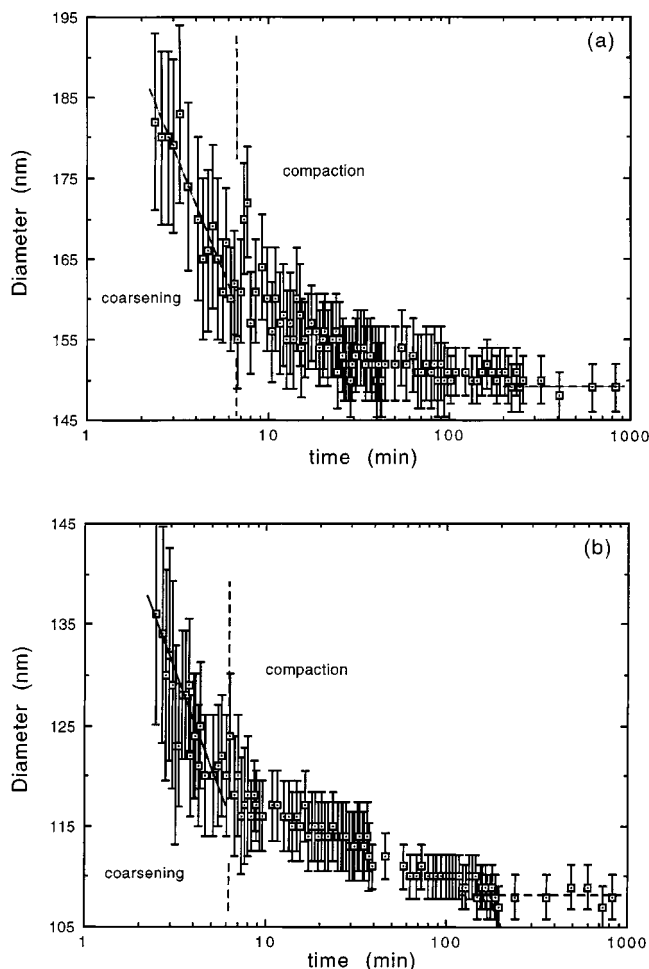 195
(a)
185
compaction
175
Diameter (nm)
165
coarsening
155
145
1
10
100
1000
time (min)
145
(b)
135
compaction
Diameter (nm)
125
115
coarsening
105
1
10
100
1000
time (min)